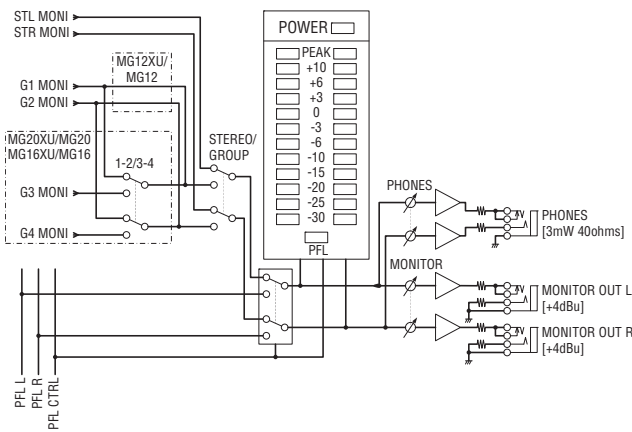 STL MONI
STR MONI
G1 MONI
G2 MONI
MG12XU/
MG12
MG20XU/MG20
MG16XU/MG16
1-2/3-4
G3 MONI
G4 MONI
STEREO/
GROUP
POWER
PEAK
+10
+6
+3
0
-3
-6
-10
-15
-20
-25
-30
PFL
PHONES
PHONES
[3mW 40ohms]
MONITOR
MONITOR OUT L
[+4dBu]
MONITOR OUT R
[+4dBu]
PFL L
PFL R
PFL CTRL